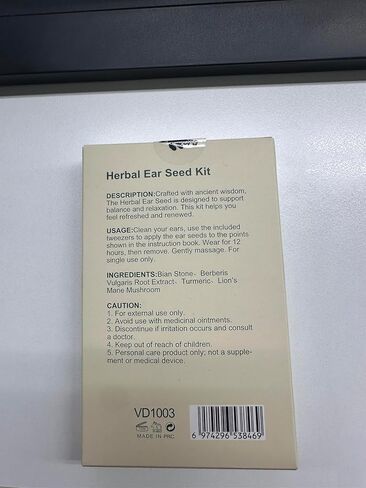 Herbal Ear Seed Kit
DESCRIPTION:Crafted with ancient wisdom,
The Herbal Ear Seed is designed to support
balance and relaxation. This kit helps you
feel refreshed and renewed.
USAGE:Clean your ears, use the included
tweezers to apply the ear seeds to the points
shown in the instruction book. Wear for 12
hours, then remove. Gently massage. For
single use only.
INGREDIENTS:Bian Stone、Berberis
Vulgaris Root Extract、Turmeric、Lion's
Mane Mushroom
CAUTION:
1. For external use only.
2. Avoid use with medicinal ointments.
3. Discontinue if irritation occurs and consult
a doctor.
4. Keep out of reach of children.
5. Personal care product only; not a supple-
ment or medical device.
VD1003
MADE IN PRC
6 974296 538469